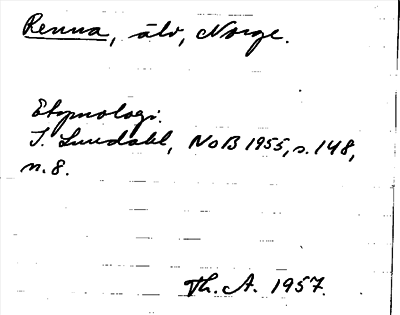 Renna, älv, Norge.
Etymologi.
I. Lundahl, NoB 1955, s. 148,
n. 8.
Th. A. 1957.